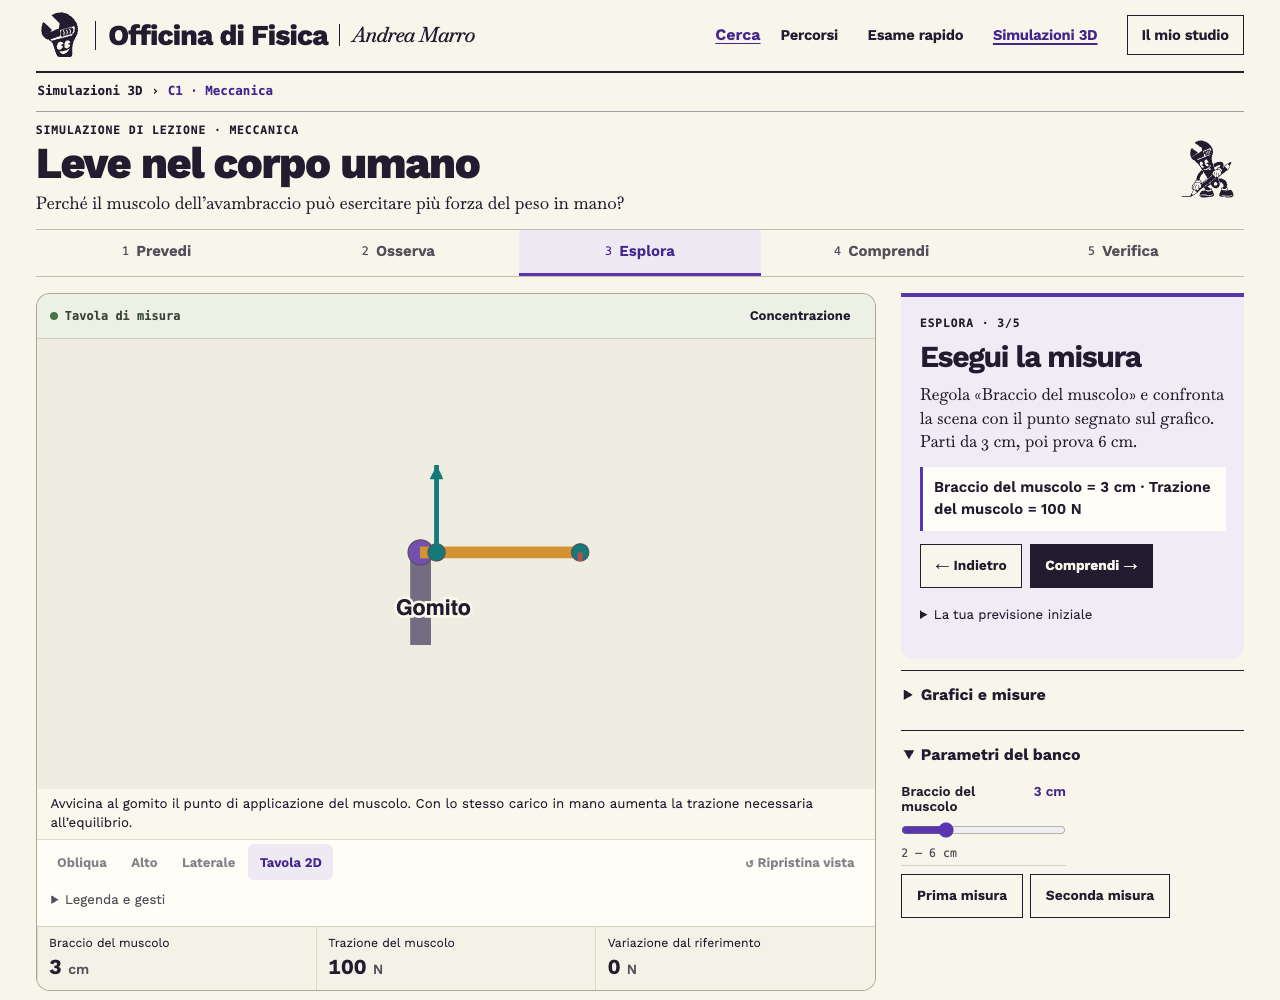 Officina di Fisica
Andrea Marro
Cerca
Percorsi
Esame rapido
Simulazioni 3D
Il mio studio
Simulazioni 3D › C1 · Meccanica
SIMULAZIONE DI LEZIONE · MECCANICA
Leve nel corpo umano
Perché il muscolo dell’avambraccio può esercitare più forza del peso in mano?
1 Prevedi
2 Osserva
3 Esplora
4 Comprendi
5 Verifica
Tavola di misura
Concentrazione
Gomito
Avvicina al gomito il punto di applicazione del muscolo. Con lo stesso carico in mano aumenta la trazione necessaria
all’equilibrio.
Obliqua
Alto
Laterale
Tavola 2D
↺ Ripristina vista
▶ Legenda e gesti
Braccio del muscolo
3 cm
Trazione del muscolo
100 N
Variazione dal riferimento
0 N
ESPLORA · 3/5
Esegui la misura
Regola «Braccio del muscolo» e confronta
la scena con il punto segnato sul grafico.
Parti da 3 cm, poi prova 6 cm.
Braccio del muscolo = 3 cm · Trazione
del muscolo = 100 N
← Indietro
Comprendi →
▶ La tua previsione iniziale
▶ Grafici e misure
▼ Parametri del banco
Braccio del
muscolo
3 cm
2 – 6 cm
Prima misura
Seconda misura